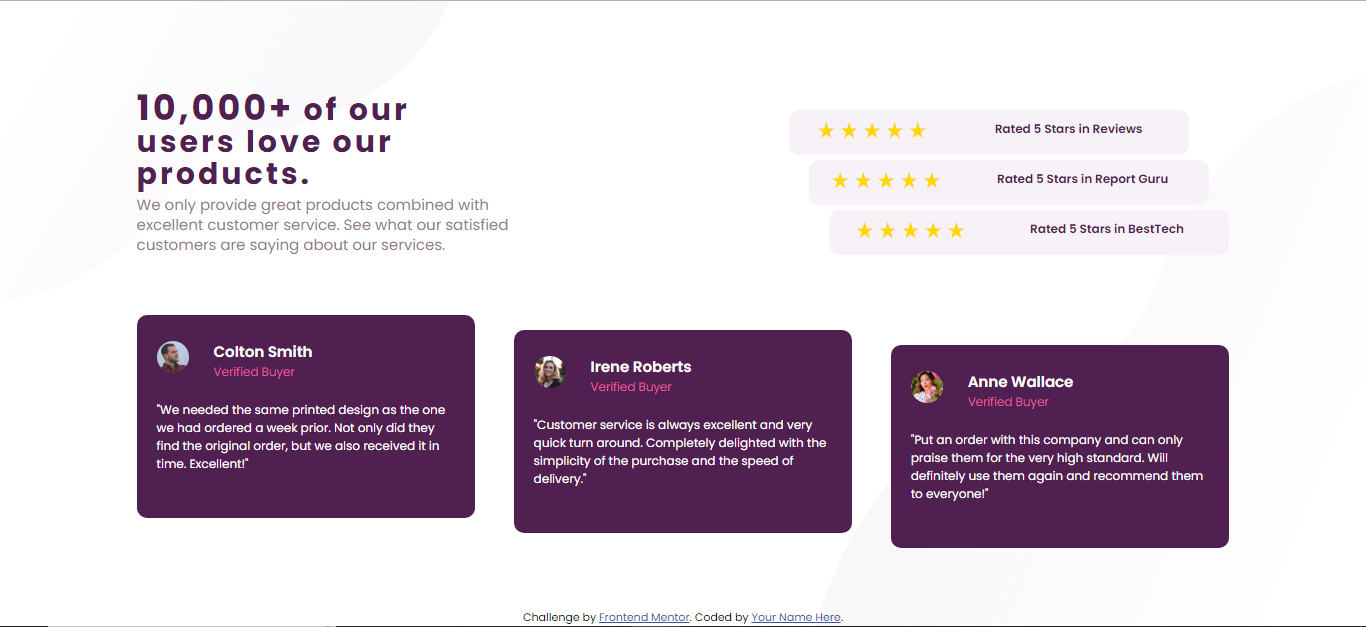 10,000+ of our
users love our
products.
We only provide great products combined with
excellent customer service. See what our satisfied
customers are saying about our services.
Rated 5 Stars in Reviews
Rated 5 Stars in Report Guru
Rated 5 Stars in BestTech
Colton Smith
Verified Buyer
"We needed the same printed design as the one
we had ordered a week prior. Not only did they
find the original order, but we also received it in
time. Excellent!"
Irene Roberts
Verified Buyer
"Customer service is always excellent and very
quick turn around. Completely delighted with the
simplicity of the purchase and the speed of
delivery."
Anne Wallace
Verified Buyer
"Put an order with this company and can only
praise them for the very high standard. Will
definitely use them again and recommend them
to everyone!"
Challenge by Frontend Mentor. Coded by Your Name Here.